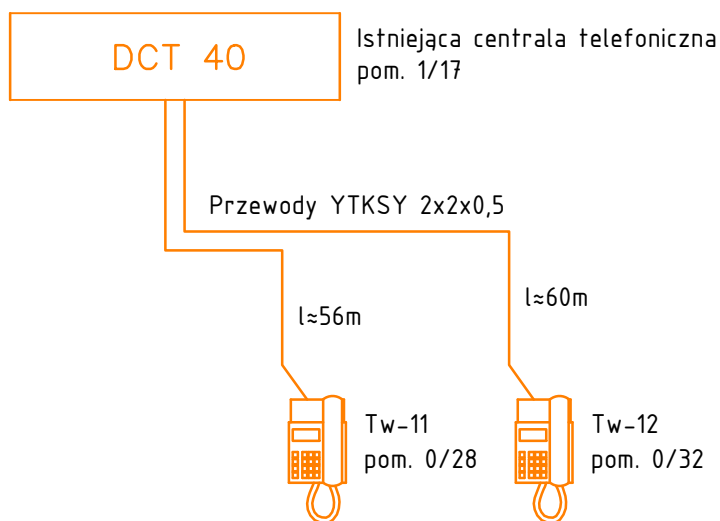 DCT 40
Istniejąca centrala telefoniczna
pom. 1/17
Przewody YTKSY 2x2x0,5
l≈56m
l≈60m
Tw-11
pom. 0/28
Tw-12
pom. 0/32